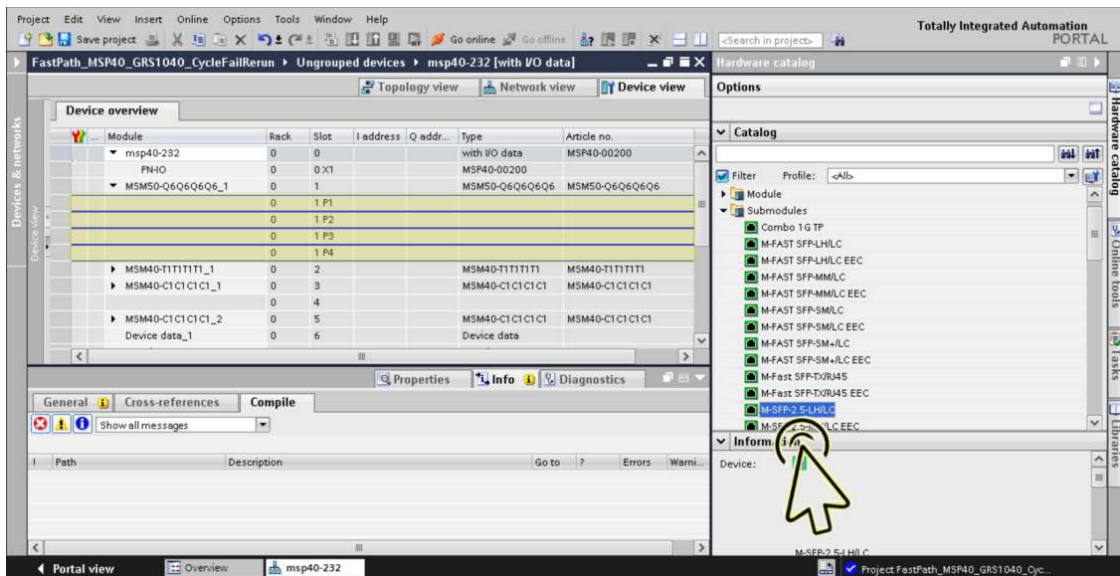 Project Edit View Insert Online Options Tools Window Help
Totally Integrated Automation
PORTAL
Save project Go online Go offline <Search in project>
FastPath_MSP40_GRS1040_CycleFailRerun Ungrouped devices msp40-232 [with I/O data]
Topology view Network view Device view
Device overview
... Module Rack Slot I address Q addr... Type Article no.
msp40-232 0 0 with I/O data MSP40-00200
PN-IO 0 0 X1 MSP40-00200
MSM50-Q6Q6Q6Q6_1 0 1 MSM50-Q6Q6Q6Q6 MSM50-Q6Q6Q6Q6
0 1 P1
0 1 P2
0 1 P3
0 1 P4
MSM40-T1T1T1T1_1 0 2 MSM40-T1T1T1T1 MSM40-T1T1T1T1
MSM40-C1C1C1C1_1 0 3 MSM40-C1C1C1C1 MSM40-C1C1C1C1
0 4
MSM40-C1C1C1C1_2 0 5 MSM40-C1C1C1C1 MSM40-C1C1C1C1
Device data_1 0 6 Device data
Devices & networks
Device view
Properties Info Diagnostics
General Cross-references Compile
Show all messages
! Path Description Go to ? Errors Warni...
Hardware catalog
Options
Catalog
Filter Profile: <All>
Module
Submodules
Combo 1G TP
M-FAST SFP-LH/LC
M-FAST SFP-LH/LC EEC
M-FAST SFP-MM/LC
M-FAST SFP-MM/LC EEC
M-FAST SFP-SM/LC
M-FAST SFP-SM/LC EEC
M-FAST SFP-SM+/LC
M-FAST SFP-SM+/LC EEC
M-Fast SFP-TX/RJ45
M-Fast SFP-TX/RJ45 EEC
M-SFP-2.5-LH/LC
Information
Device:
M-SFP-2.5-LH/LC
Hardware catalog
Online tools
Tasks
Libraries
Portal view Overview msp40-232 Project FastPath_MSP40_GRS1040_Cyc...